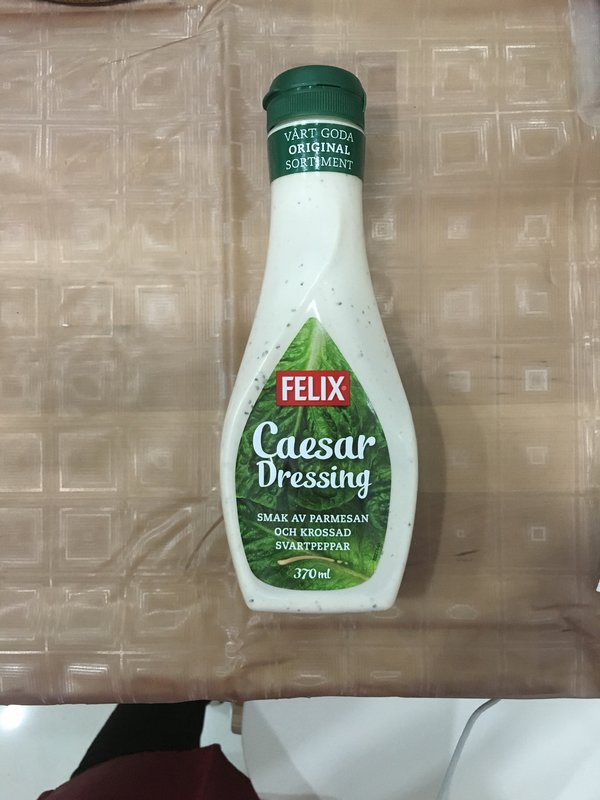 VÅRT GODA
ORIGINAL
SORTIMENT
FELIX
Caesar
Dressing
SMAK AV PARMESAN
OCH KROSSAD
SVARTPEPPAR
370 ml